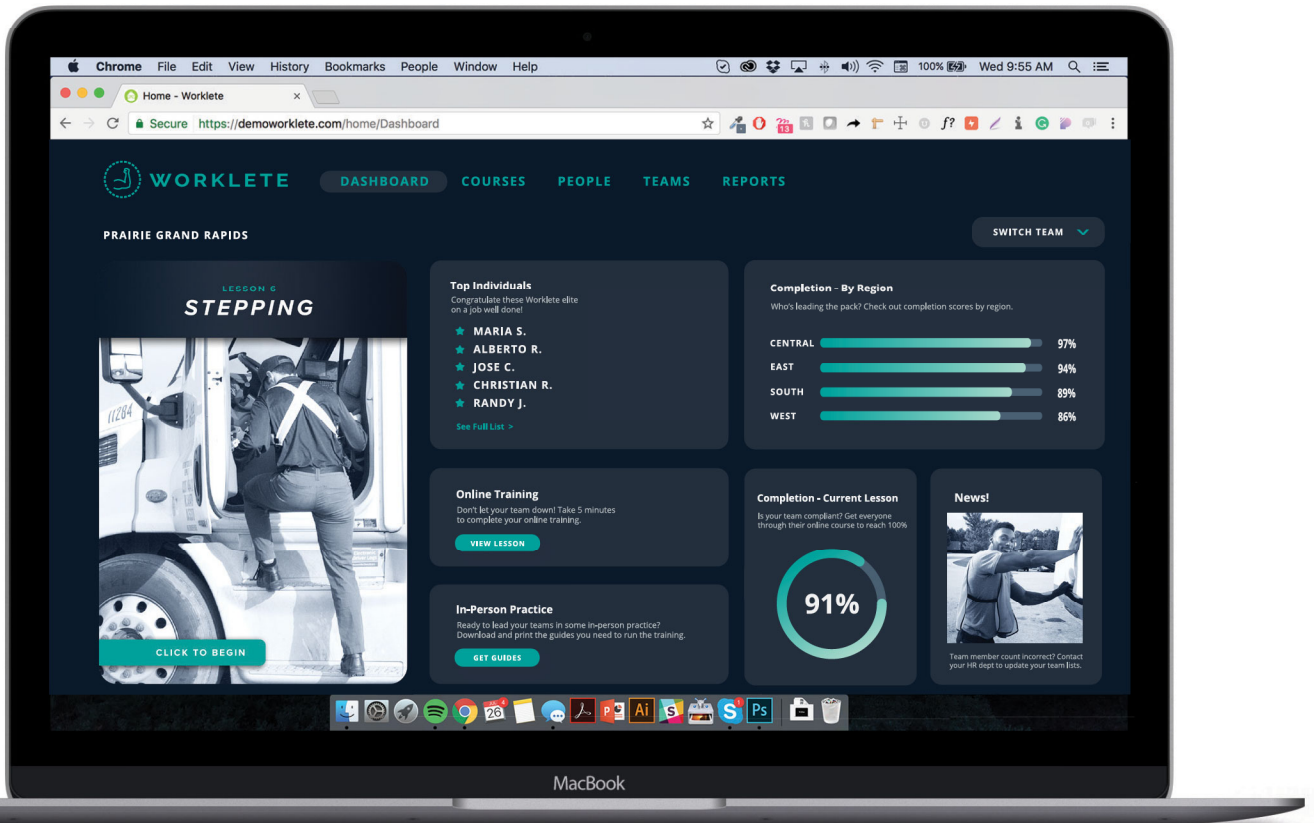 Chrome File Edit View History Bookmarks People Window Help
100% Wed 9:55 AM
Home - Worklete
Secure https://demoworklete.com/home/Dashboard
13
f?
WORKLETE
DASHBOARD COURSES PEOPLE TEAMS REPORTS
PRAIRIE GRAND RAPIDS
SWITCH TEAM
LESSON 6
STEPPING
11284
CLICK TO BEGIN
Top Individuals
Congratulate these Worklete elite
on a job well done!
MARIA S.
ALBERTO R.
JOSE C.
CHRISTIAN R.
RANDY J.
See Full List >
Completion - By Region
Who's leading the pack? Check out completion scores by region.
CENTRAL 97%
EAST 94%
SOUTH 89%
WEST 86%
Online Training
Don't let your team down! Take 5 minutes
to complete your online training.
VIEW LESSON
In-Person Practice
Ready to lead your teams in some in-person practice?
Download and print the guides you need to run the training.
GET GUIDES
Completion - Current Lesson
Is your team compliant? Get everyone
through their online course to reach 100%
91%
News!
Team member count incorrect? Contact
your HR dept to update your team lists.
26
Ai
S
Ps
MacBook